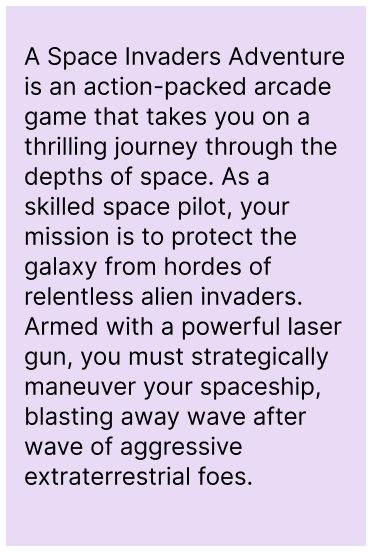 A Space Invaders Adventure
is an action-packed arcade
game that takes you on a
thrilling journey through the
depths of space. As a
skilled space pilot, your
mission is to protect the
galaxy from hordes of
relentless alien invaders.
Armed with a powerful laser
gun, you must strategically
maneuver your spaceship,
blasting away wave after
wave of aggressive
extraterrestrial foes.